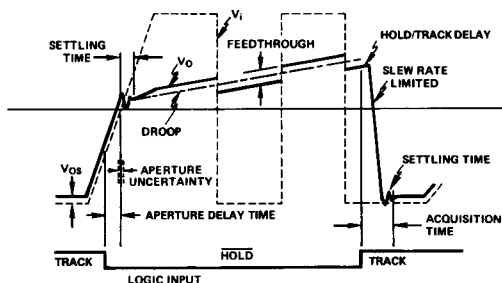 Vi
SETTLING
TIME
VO
FEEDTHROUGH
HOLD/TRACK DELAY
SLEW RATE
LIMITED
DROOP
VOS
APERTURE
UNCERTAINTY
APERTURE DELAY TIME
SETTLING TIME
ACQUISITION
TIME
TRACK
HOLD
TRACK
LOGIC INPUT